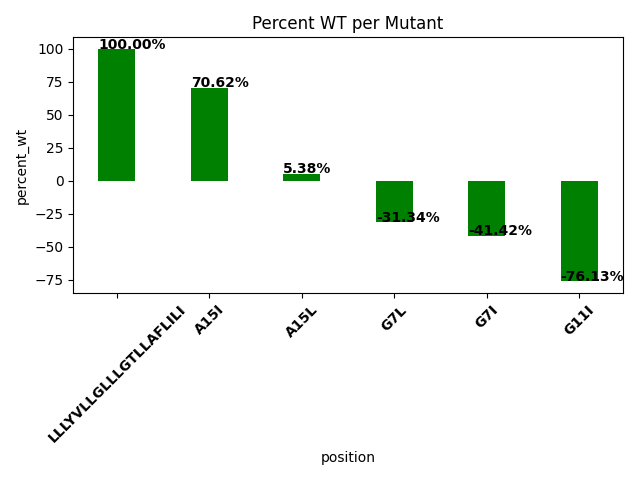 Percent WT per Mutant
percent_wt
100
75
50
25
0
−25
−50
−75
100.00%
70.62%
5.38%
-31.34%
-41.42%
-76.13%
LLLYVLLGLLLGTLLAFLILI
A15I
A15L
G7L
G7I
G11I
position